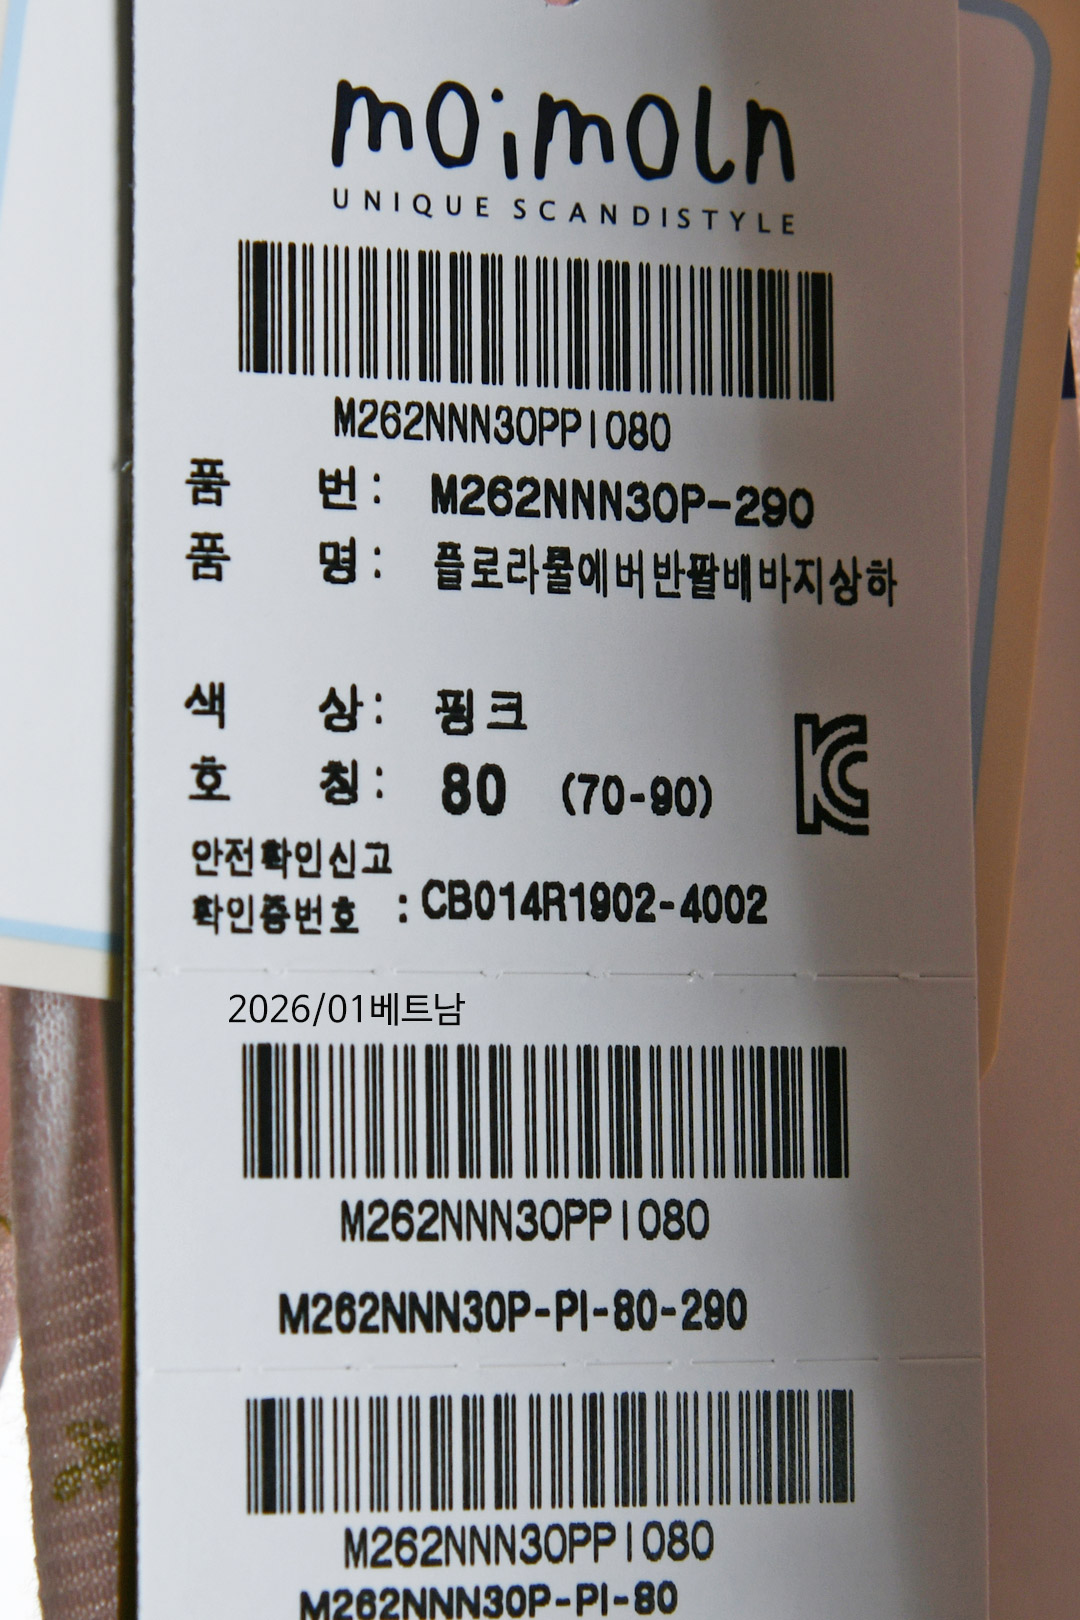 moimoln
UNIQUE SCANDISTYLE
M262NNN30PPI080
품 번 : M262NNN30P-290
품 명 : 플로라쿨에버반팔배바지상하
색 상 : 핑크
호 칭 : 80 (70-90)
안전확인신고
확인증번호 : CB014R1902-4002
2026/01베트남
M262NNN30PPI080
M262NNN30P-PI-80-290
M262NNN30PPI080
M262NNN30P-PI-80